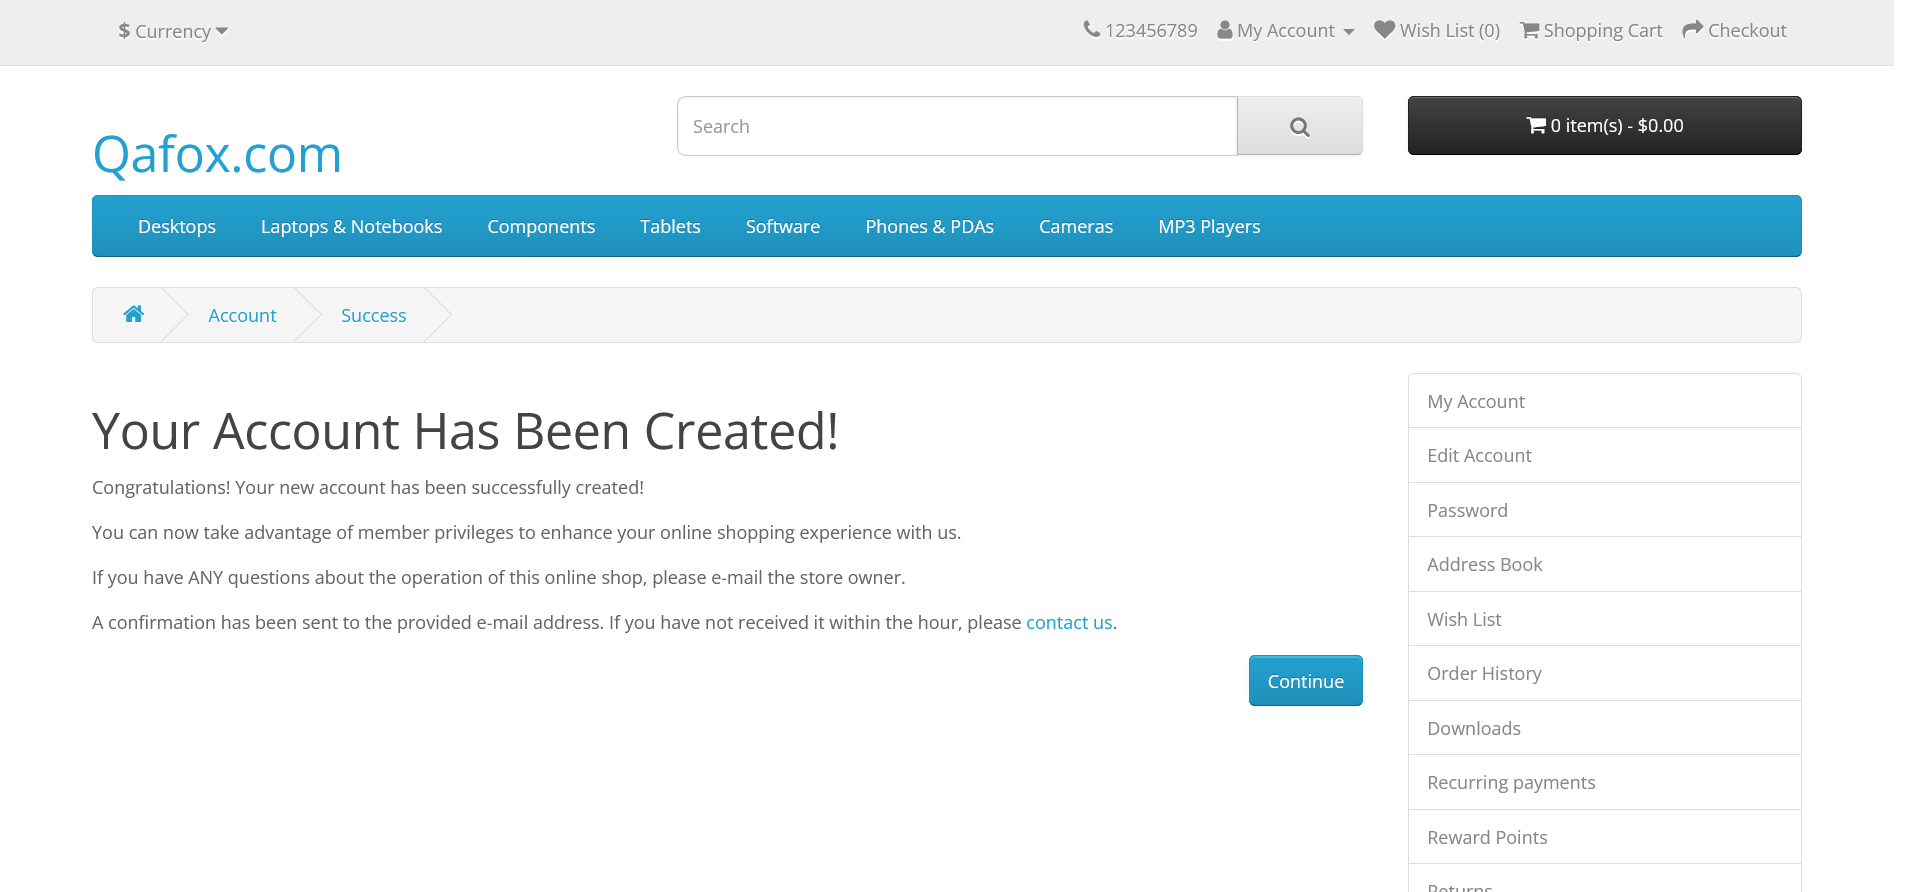 $ Currency
123456789 My Account Wish List (0) Shopping Cart Checkout
Qafox.com
Search
0 item(s) - $0.00
Desktops Laptops & Notebooks Components Tablets Software Phones & PDAs Cameras MP3 Players
Account Success
Your Account Has Been Created!
Congratulations! Your new account has been successfully created!
You can now take advantage of member privileges to enhance your online shopping experience with us.
If you have ANY questions about the operation of this online shop, please e-mail the store owner.
A confirmation has been sent to the provided e-mail address. If you have not received it within the hour, please contact us.
Continue
My Account
Edit Account
Password
Address Book
Wish List
Order History
Downloads
Recurring payments
Reward Points
Returns